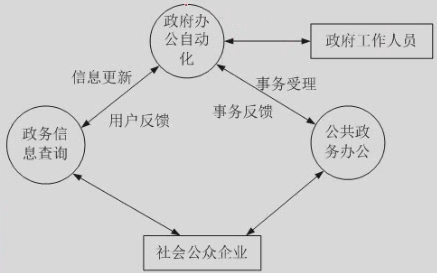 政府办
公自动
化
政府工作人员
信息更新
事务受理
用户反馈
事务反馈
政务信
息查询
公共政
务办公
社会公众企业